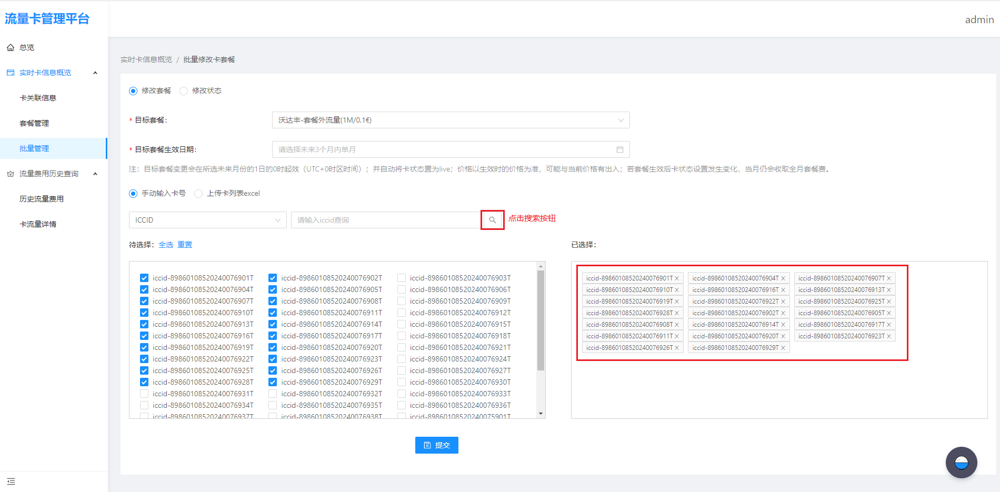 流量卡管理平台
admin
总览
实时卡信息概览
卡关联信息
套餐管理
批量管理
流量费用历史查询
历史流量费用
卡流量详情
实时卡信息概览 / 批量修改卡套餐
修改套餐 修改状态
* 目标套餐: 沃达丰-套餐外流量(1M/0.1€)
* 目标套餐生效日期: 请选择未来3个月内单月
注：目标套餐变更会在所选未来月份的1日的0时起效（UTC+0时区时间）；并自动将卡状态置为live；价格以生效时的价格为准，可能与当前价格有出入；若套餐生效后卡状态设置发生变化，当月仍会收取全月套餐费。
手动输入卡号 上传卡列表excel
ICCID 请输入iccid查询 点击搜索按钮
待选择: 全选 重置
iccid-89860108520240076901T iccid-89860108520240076902T iccid-89860108520240076903T
iccid-89860108520240076904T iccid-89860108520240076905T iccid-89860108520240076906T
iccid-89860108520240076907T iccid-89860108520240076908T iccid-89860108520240076909T
iccid-89860108520240076910T iccid-89860108520240076911T iccid-89860108520240076912T
iccid-89860108520240076913T iccid-89860108520240076914T iccid-89860108520240076915T
iccid-89860108520240076916T iccid-89860108520240076917T iccid-89860108520240076918T
iccid-89860108520240076919T iccid-89860108520240076920T iccid-89860108520240076921T
iccid-89860108520240076922T iccid-89860108520240076923T iccid-89860108520240076924T
iccid-89860108520240076925T iccid-89860108520240076926T iccid-89860108520240076927T
iccid-89860108520240076928T iccid-89860108520240076929T iccid-89860108520240076930T
iccid-89860108520240076931T iccid-89860108520240076932T iccid-89860108520240076933T
iccid-89860108520240076934T iccid-89860108520240076935T iccid-89860108520240076936T
iccid-89860108520240076937T iccid-89860108520240076938T iccid-89860108520240075901T
已选择:
iccid-89860108520240076901T iccid-89860108520240076904T iccid-89860108520240076907T
iccid-89860108520240076910T iccid-89860108520240076916T iccid-89860108520240076913T
iccid-89860108520240076919T iccid-89860108520240076922T iccid-89860108520240076925T
iccid-89860108520240076928T iccid-89860108520240076902T iccid-89860108520240076905T
iccid-89860108520240076908T iccid-89860108520240076914T iccid-89860108520240076917T
iccid-89860108520240076911T iccid-89860108520240076920T iccid-89860108520240076923T
iccid-89860108520240076926T iccid-89860108520240076929T
提交